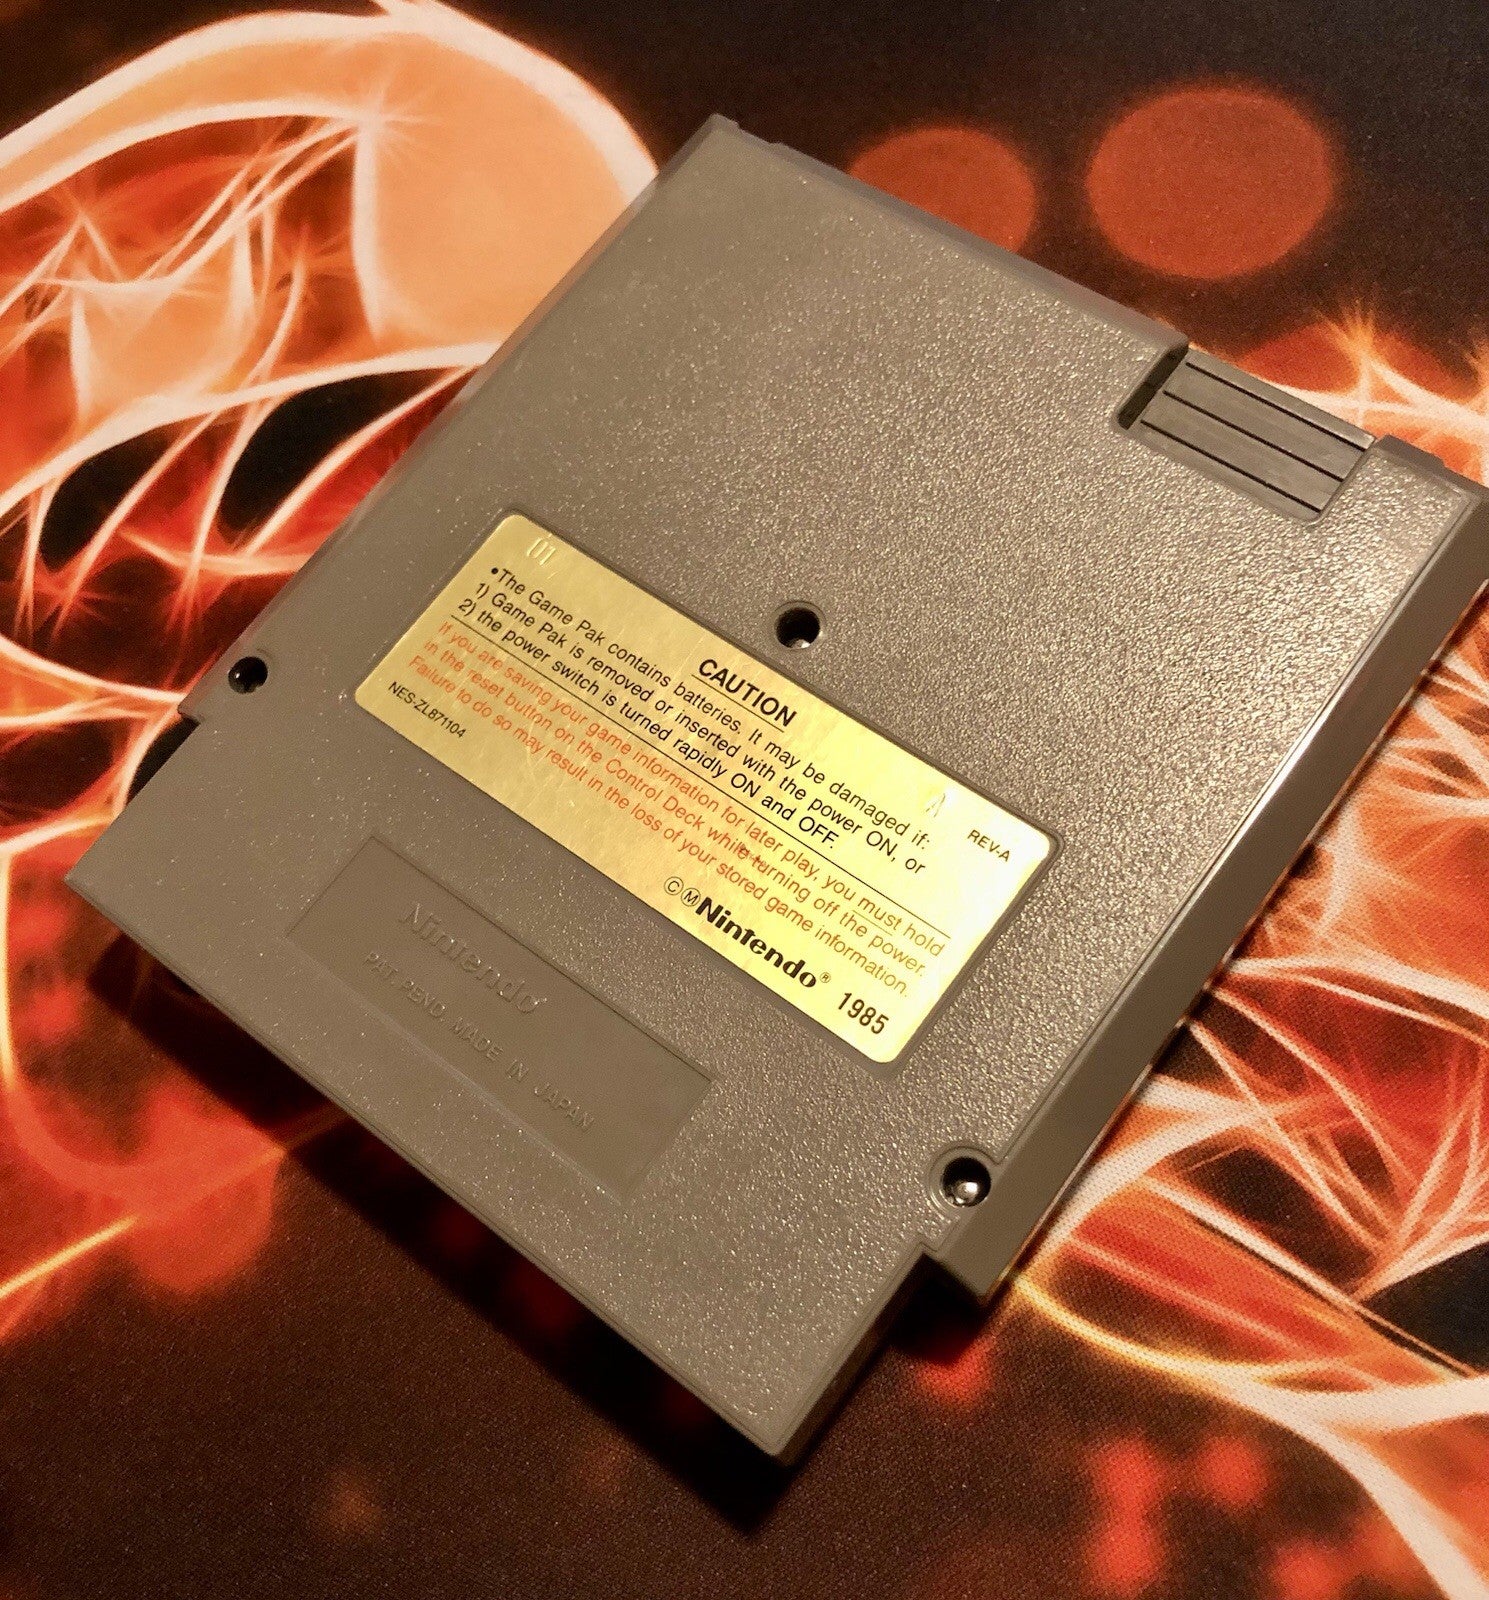 01
CAUTION
REV-A
•The Game Pak contains batteries. It may be damaged if:
1) Game Pak is removed or inserted with the power ON, or
2) the power switch is turned rapidly ON and OFF.
If you are saving your game information for later play, you must hold
in the reset button on the Control Deck while turning off the power.
Failure to do so may result in the loss of your stored game information.
NES-ZL871104
©ⓂNintendo® 1985
A
Nintendo®
PAT. PEND. MADE IN JAPAN